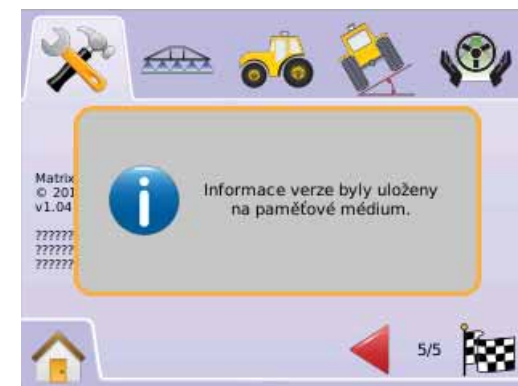 Matrix
© 201
v1.04
??????
??????
??????
Informace verze byly uloženy
na paměťové médium.
5/5